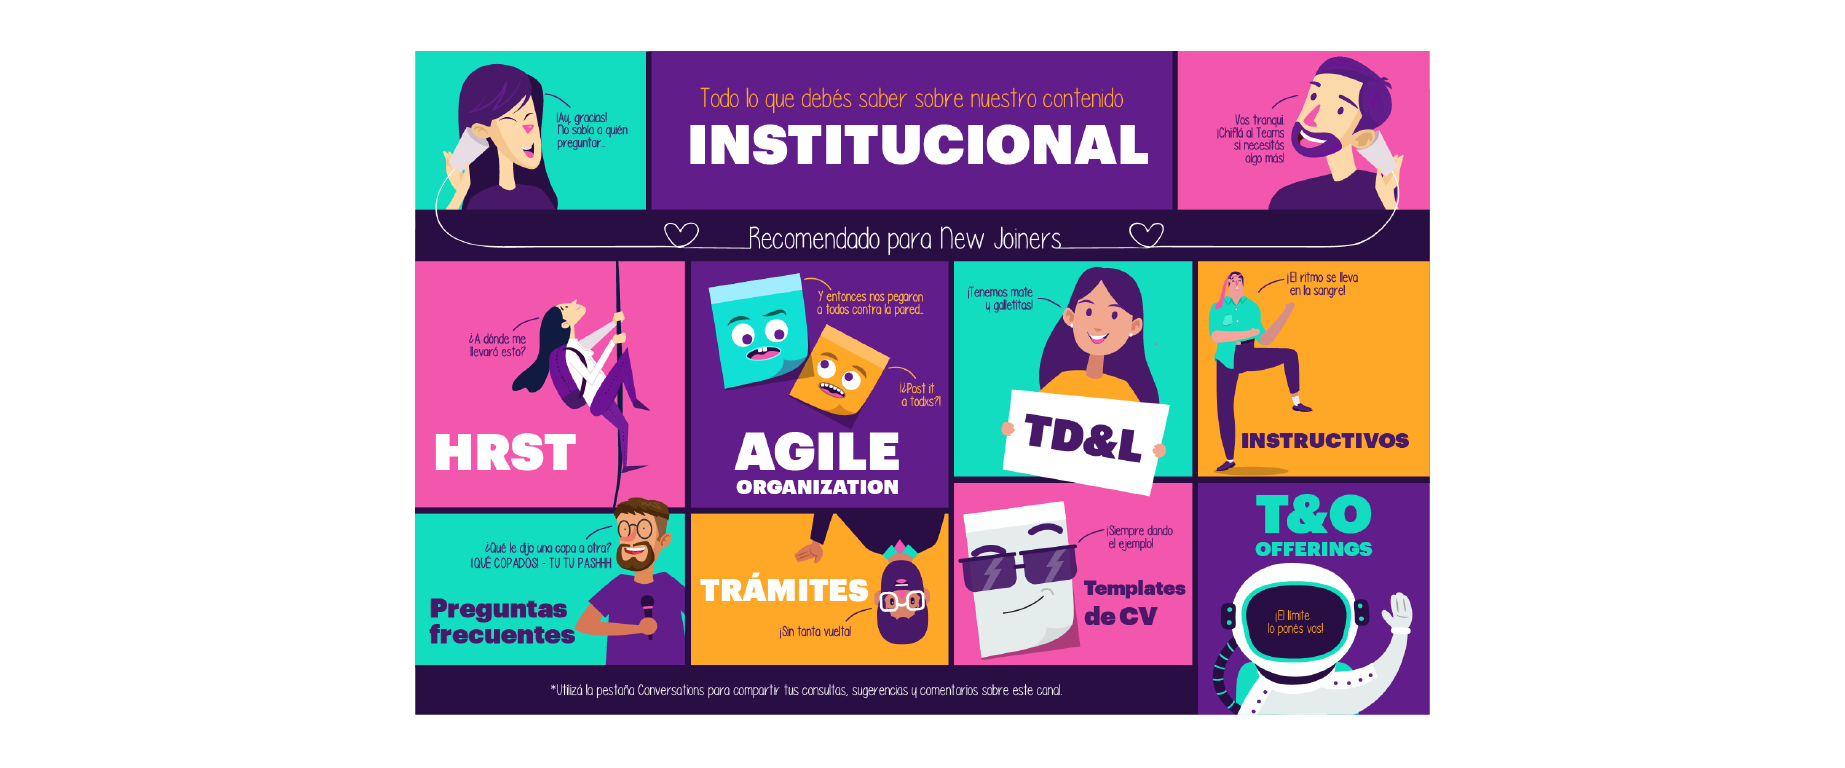 ¡Ay, gracias!
No sabía a quién
preguntar...
Todo lo que debés saber sobre nuestro contenido
INSTITUCIONAL
Vos tranqui.
¡Chiflá al Teams
si necesitás
algo más!
Recomendado para New Joiners
¿A dónde me
llevará esto?
HRST
Y entonces nos pegaron
a todos contra la pared...
¡¿Post it
a todxs?!
AGILE
ORGANIZATION
¡Tenemos mate
y galletitas!
TD&L
¡El ritmo se lleva
en la sangre!
INSTRUCTIVOS
¿Qué le dijo una copa a otra?
¡QUÉ COPADOS! - TU TU PASHHH
Preguntas
frecuentes
TRÁMITES
¡Sin tanta vuelta!
¡Siempre dando
el ejemplo!
Templates
de CV
T&O
OFFERINGS
¡El límite
lo ponés vos!
*Utilizá la pestaña Conversations para compartir tus consultas, sugerencias y comentarios sobre este canal.